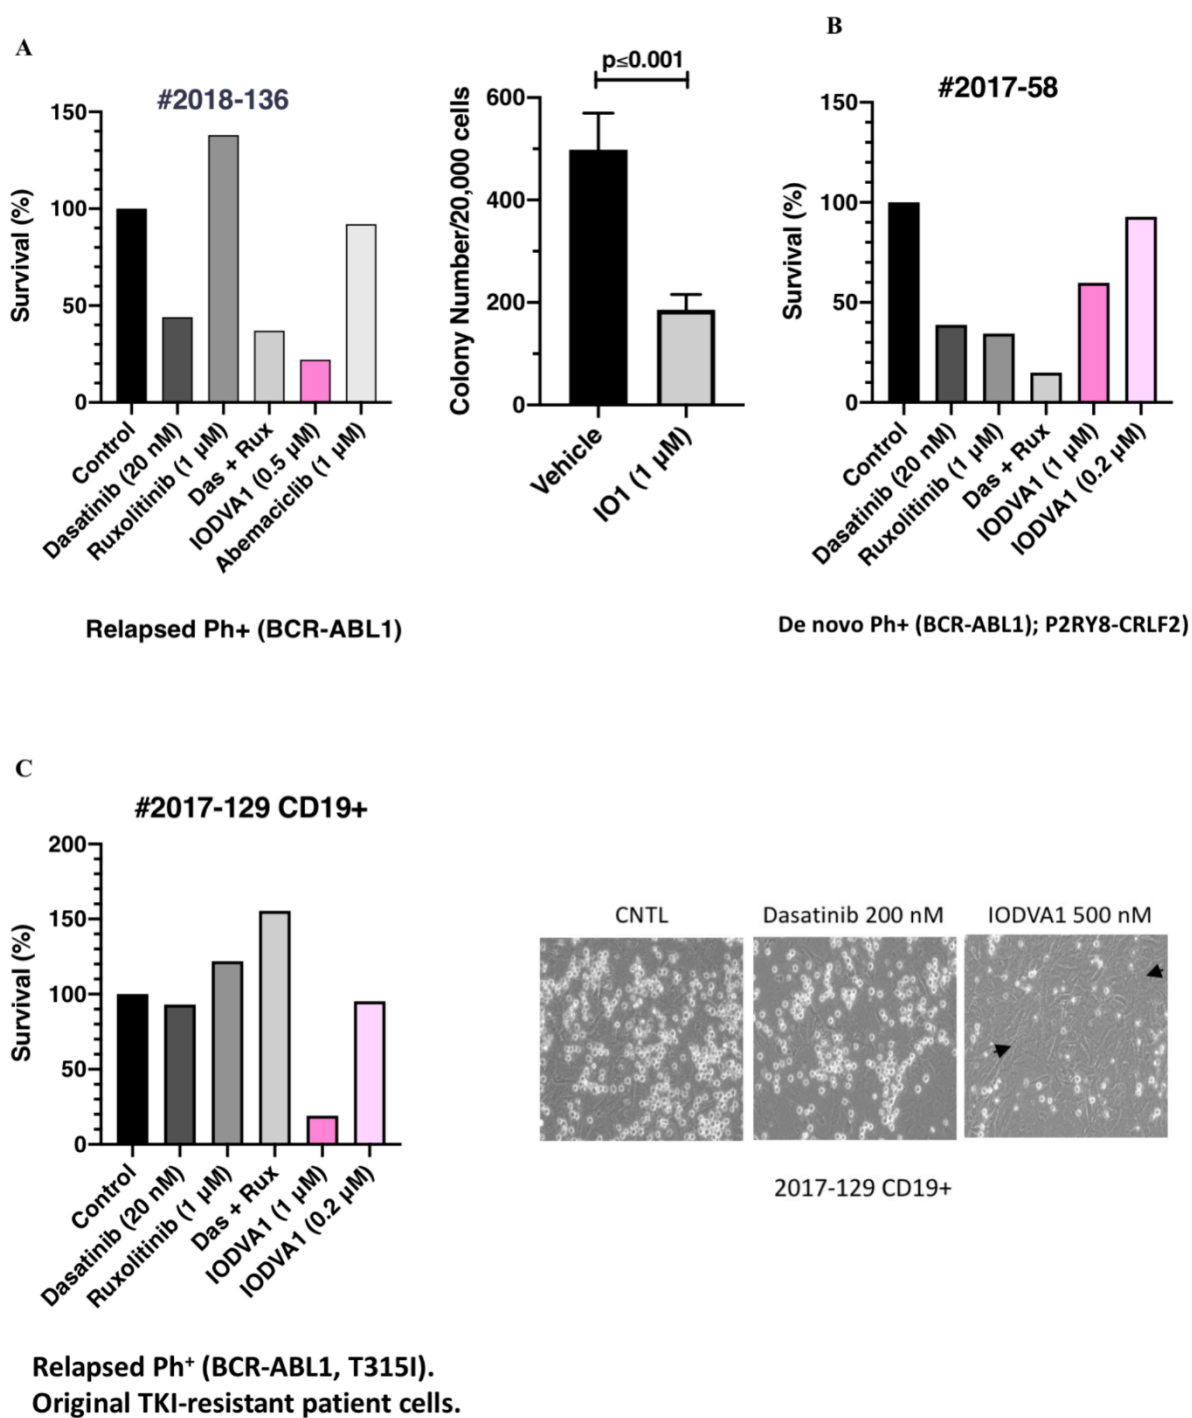 A
#2018-136
Survival (%)
150
100
50
0
Control
Dasatinib (20 nM)
Ruxolitinib (1 µM)
Das + Rux
IODVA1 (0.5 µM)
Abemaciclib (1 µM)
Relapsed Ph+ (BCR-ABL1)
p≤0.001
Colony Number/20,000 cells
600
400
200
0
Vehicle
IO1 (1 µM)
B
#2017-58
Survival (%)
150
100
50
0
Control
Dasatinib (20 nM)
Ruxolitinib (1 µM)
Das + Rux
IODVA1 (1 µM)
IODVA1 (0.2 µM)
De novo Ph+ (BCR-ABL1); P2RY8-CRLF2)
C
#2017-129 CD19+
Survival (%)
200
150
100
50
0
Control
Dasatinib (20 nM)
Ruxolitinib (1 µM)
Das + Rux
IODVA1 (1 µM)
IODVA1 (0.2 µM)
Relapsed Ph⁺ (BCR-ABL1, T315I).
Original TKI-resistant patient cells.
CNTL
Dasatinib 200 nM
IODVA1 500 nM
2017-129 CD19+